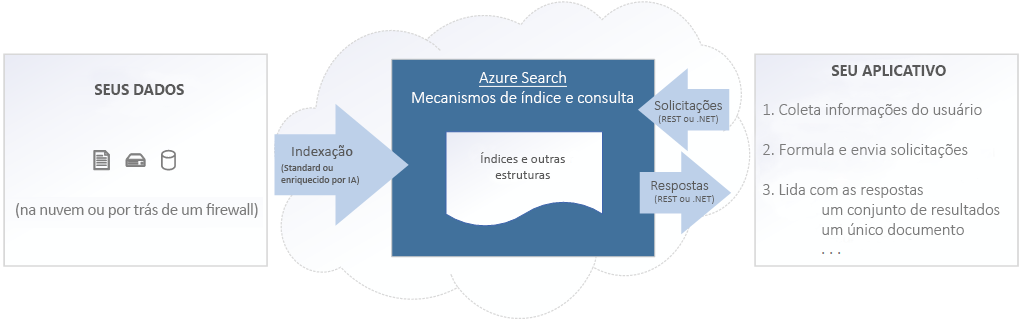 SEUS DADOS
(na nuvem ou por trás de um firewall)
Indexação
(Standard ou
enriquecido por IA)
Azure Search
Mecanismos de índice e consulta
Índices e outras
estruturas
Solicitações
(REST ou .NET)
Respostas
(REST ou .NET)
SEU APLICATIVO
1. Coleta informações do usuário
2. Formula e envia solicitações
3. Lida com as respostas
um conjunto de resultados
um único documento
. . .